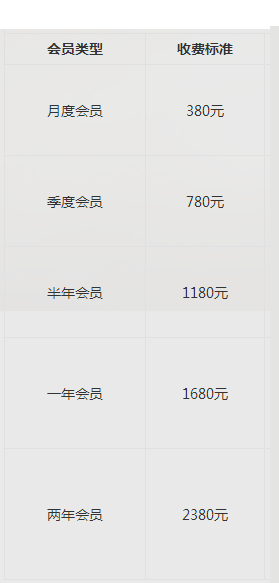 会员类型 收费标准
月度会员 380元
季度会员 780元
半年会员 1180元
一年会员 1680元
两年会员 2380元